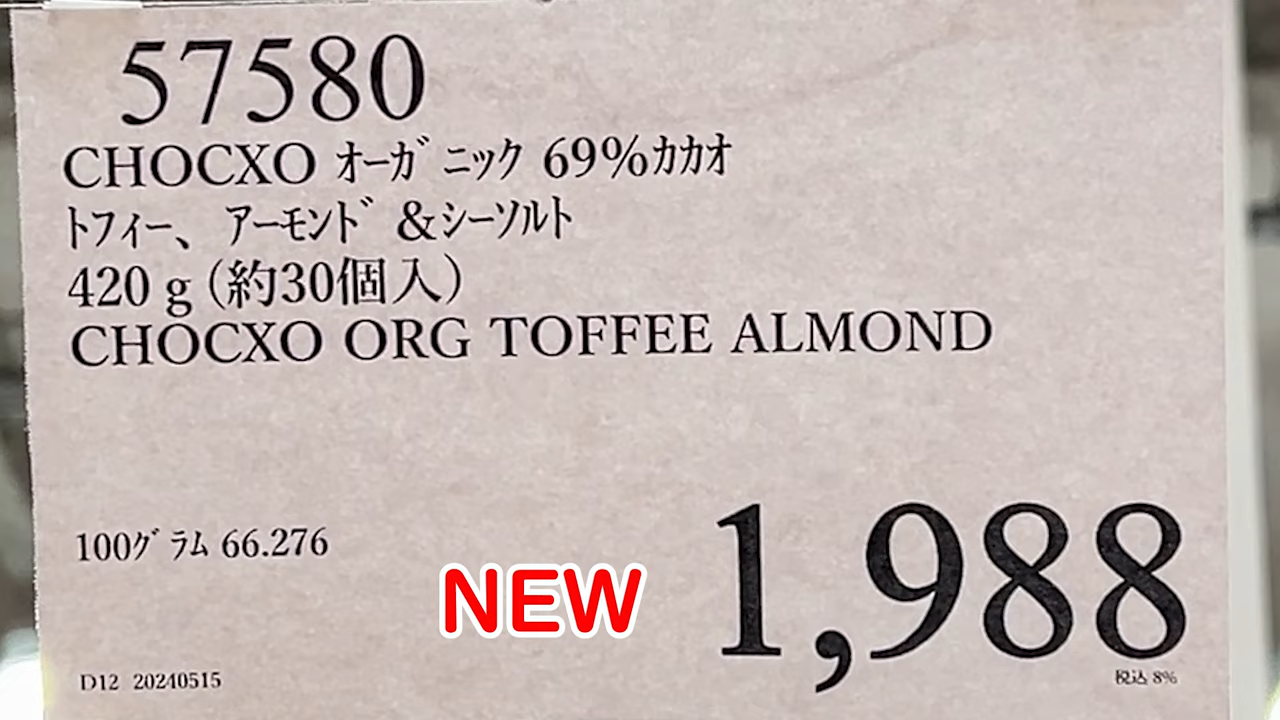 57580
CHOCXO ｵｰｶﾞﾆｯｸ 69%ｶｶｵ
ﾄﾌｨｰ、ｱｰﾓﾝﾄﾞ&ｼｰｿﾙﾄ
420 g (約30個入)
CHOCXO ORG TOFFEE ALMOND
100ｸﾞﾗﾑ 66.276
NEW
1,988
税込 8%
D12 20240515